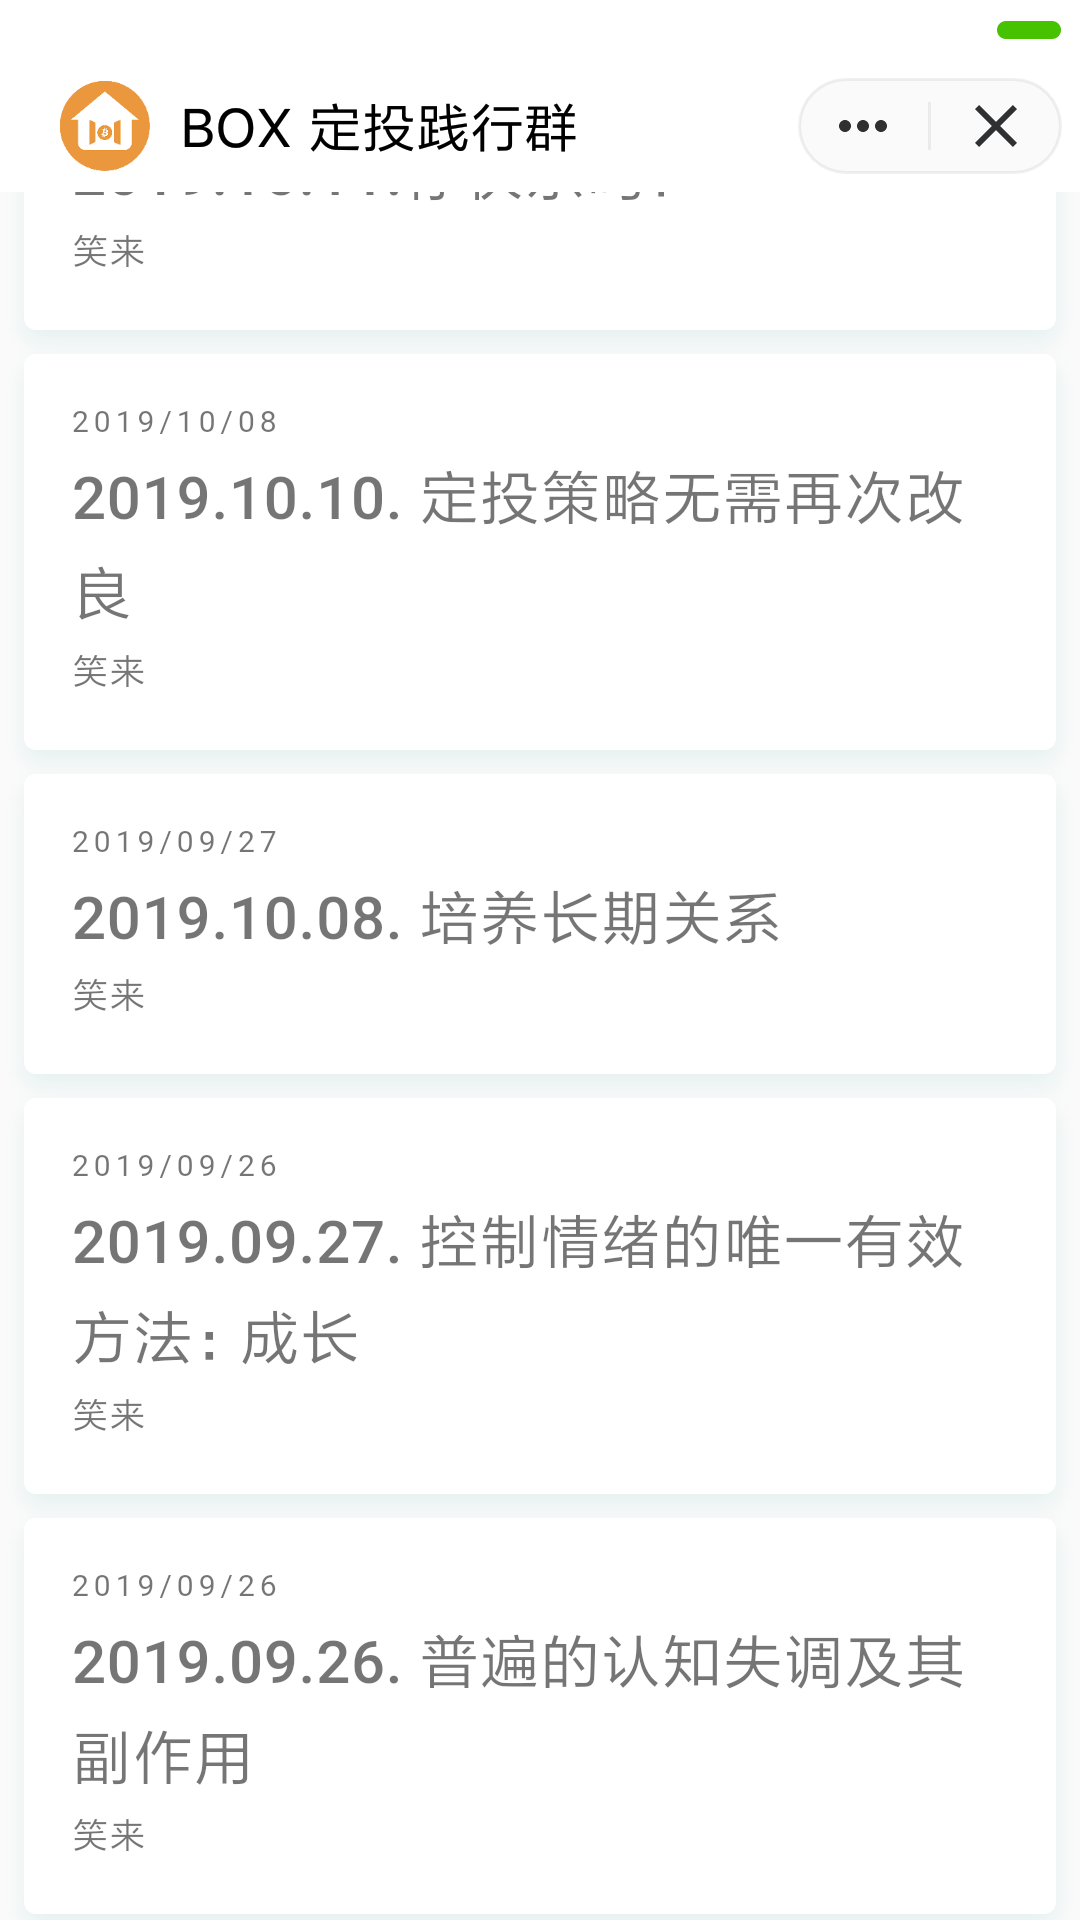 BOX 定投践行群
笑来
2019/10/08
2019.10.10. 定投策略无需再次改
良
笑来
2019/09/27
2019.10.08. 培养长期关系
笑来
2019/09/26
2019.09.27. 控制情绪的唯一有效
方法：成长
笑来
2019/09/26
2019.09.26. 普遍的认知失调及其
副作用
笑来